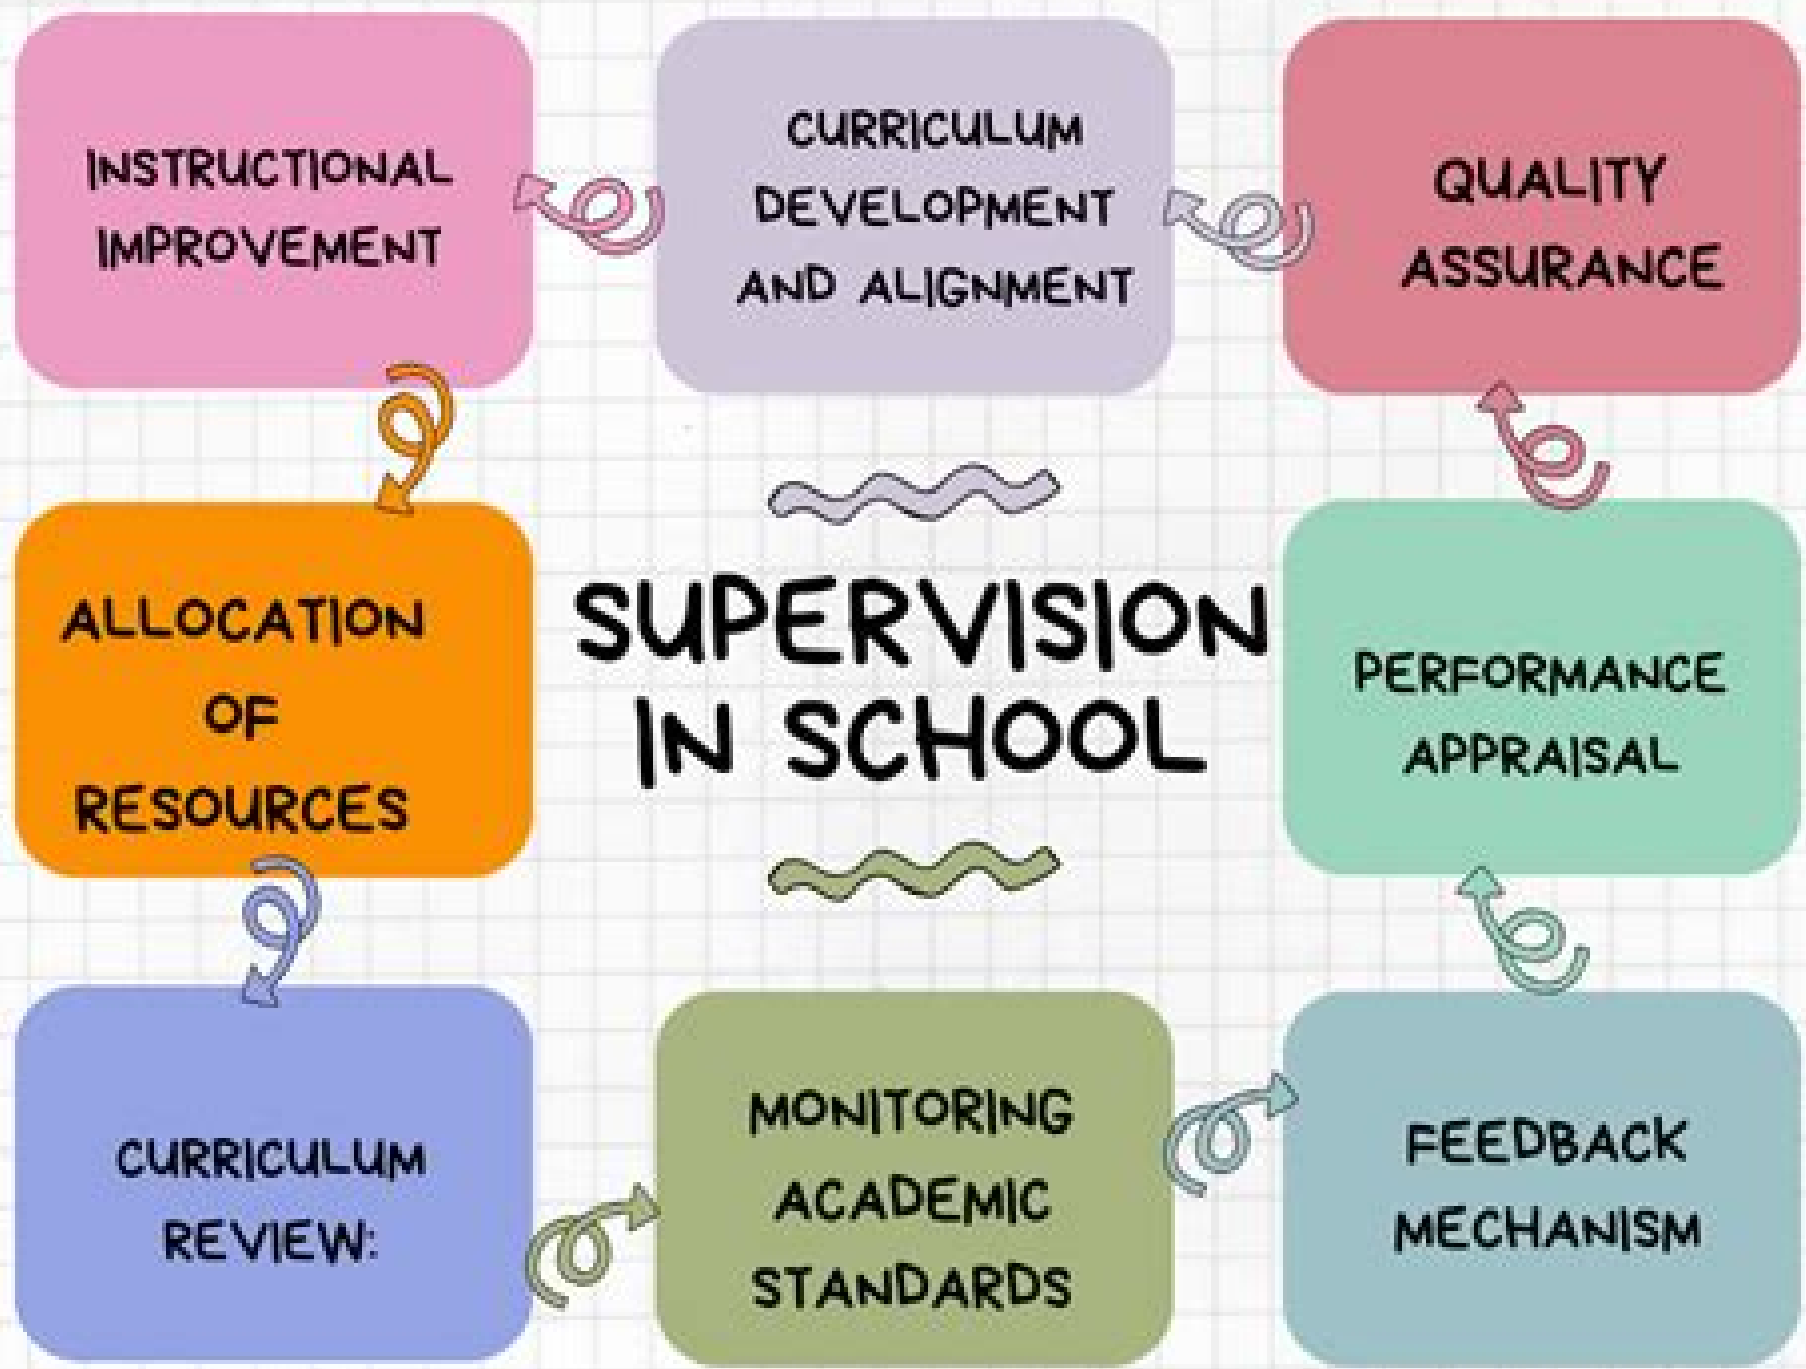 INSTRUCTIONAL
IMPROVEMENT
CURRICULUM
DEVELOPMENT
AND ALIGNMENT
QUALITY
ASSURANCE
ALLOCATION
OF
RESOURCES
SUPERVISION
IN SCHOOL
PERFORMANCE
APPRAISAL
CURRICULUM
REVIEW:
MONITORING
ACADEMIC
STANDARDS
FEEDBACK
MECHANISM